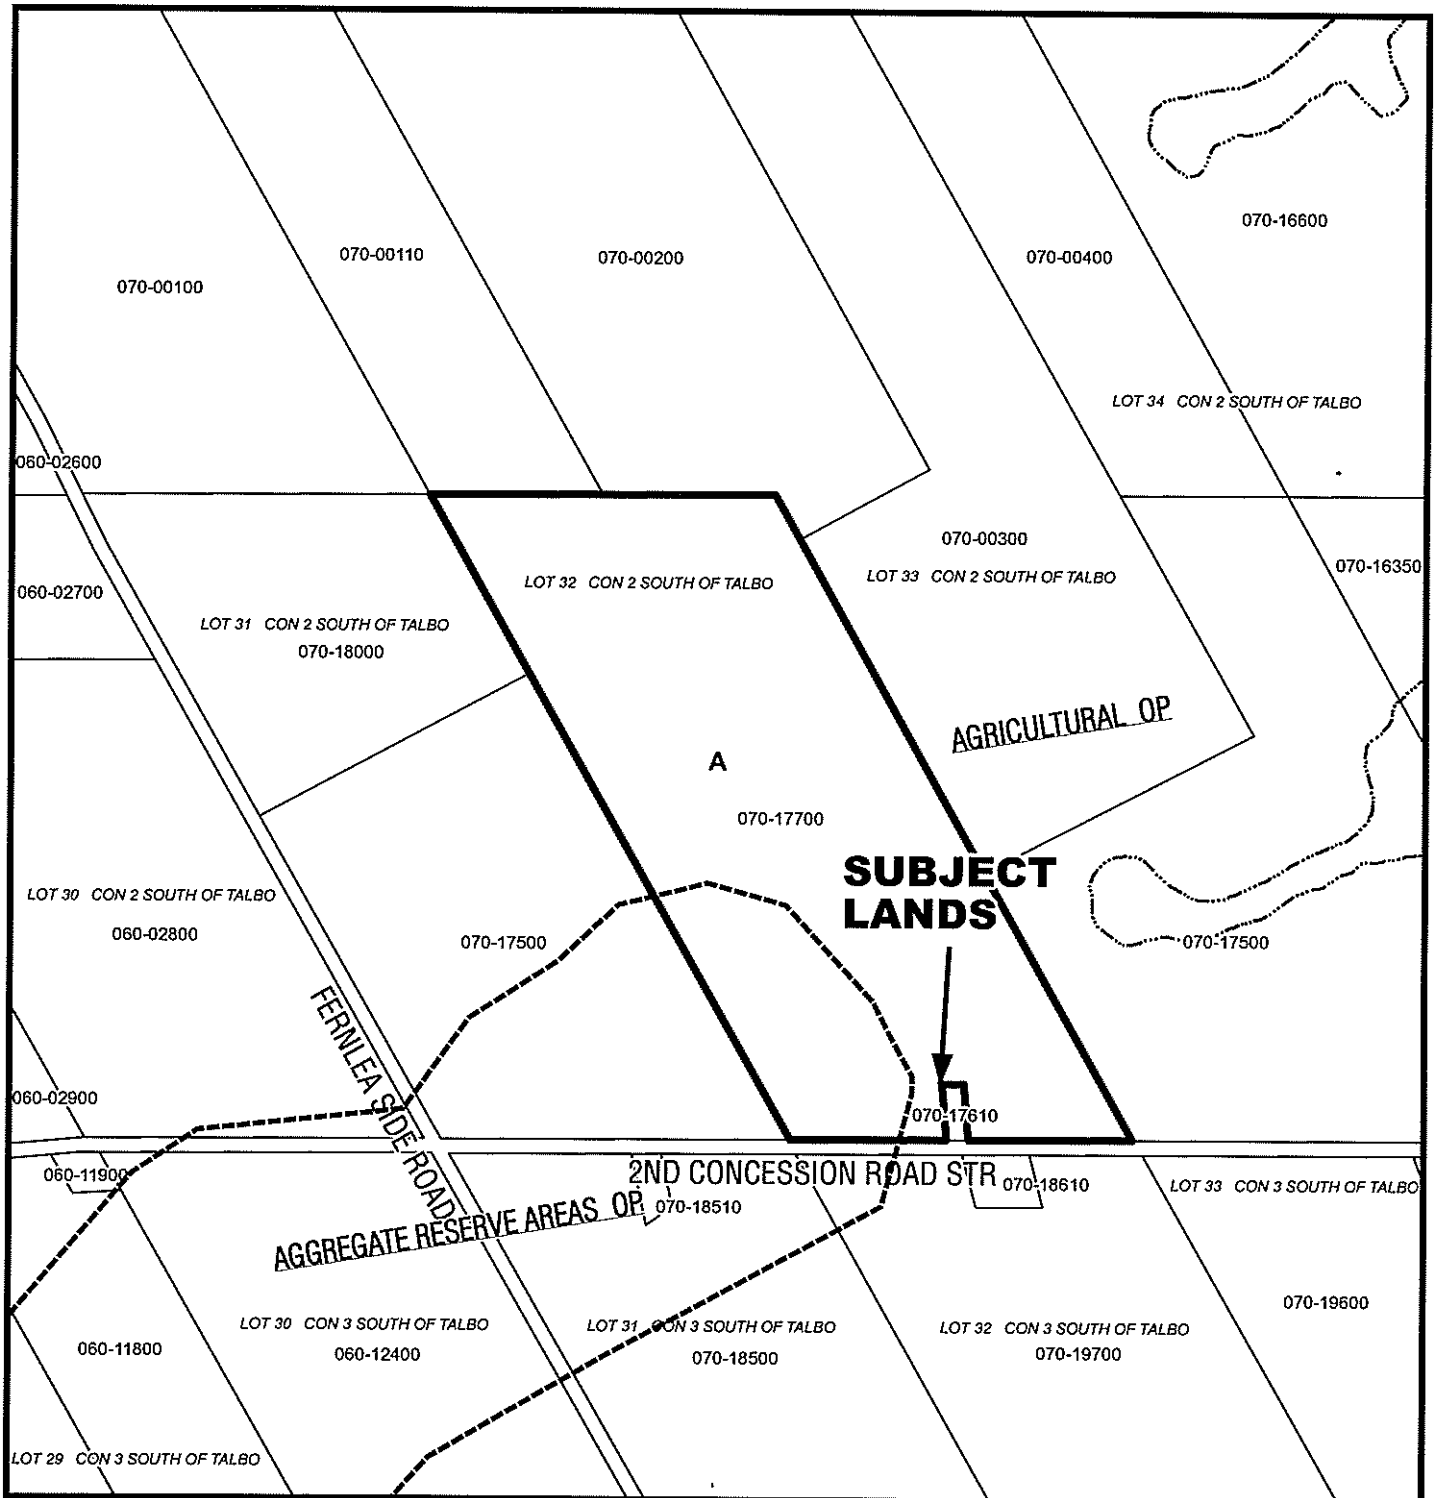 070-16600
070-00110
070-00200
070-00400
070-00100
LOT 34 CON 2 SOUTH OF TALBO
060-02600
070-00300
070-16350
LOT 32 CON 2 SOUTH OF TALBO
LOT 33 CON 2 SOUTH OF TALBO
060-02700
LOT 31 CON 2 SOUTH OF TALBO
070-18000
AGRICULTURAL OP
A
070-17700
SUBJECT
LANDS
LOT 30 CON 2 SOUTH OF TALBO
060-02800
070-17500
070-17500
FERNLEA SIDE ROAD
060-02900
070-17610
060-11900
2ND CONCESSION ROAD STR
070-18610
LOT 33 CON 3 SOUTH OF TALBO
070-18510
AGGREGATE RESERVE AREAS OP
070-19600
LOT 30 CON 3 SOUTH OF TALBO
060-12400
LOT 31 CON 3 SOUTH OF TALBO
070-18500
LOT 32 CON 3 SOUTH OF TALBO
070-19700
060-11800
LOT 29 CON 3 SOUTH OF TALBO